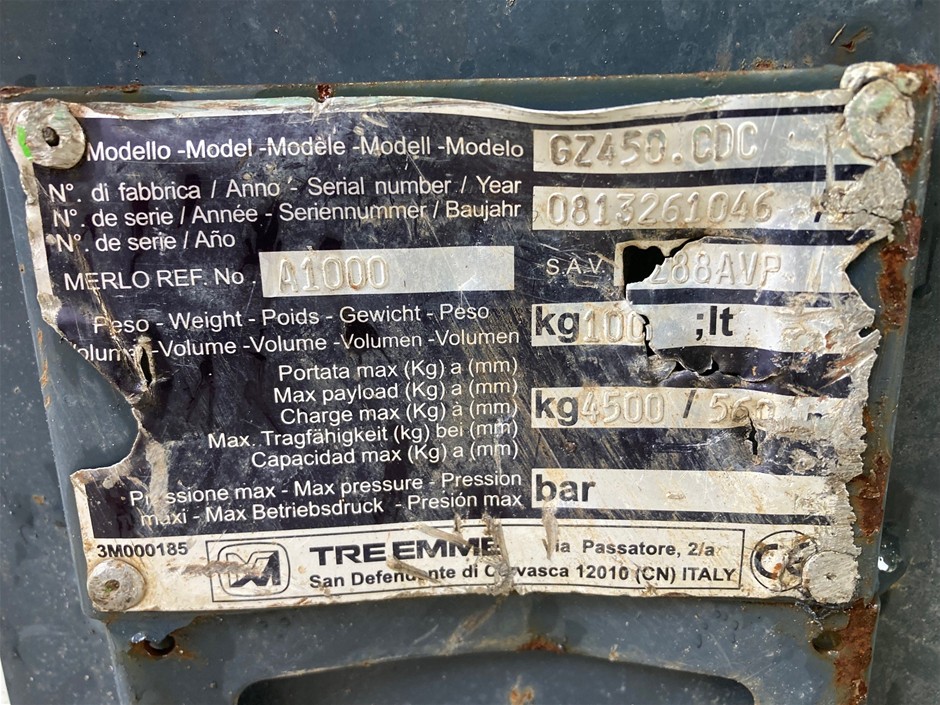 Modello -Model -Modèle -Modell -Modelo GZ450.CDC
N°. di fabbrica / Anno - Serial number / Year
N°. de serie / Année - Seriennummer / Baujahr 0813261046 /
N°. de serie / Año
MERLO REF. No. A1000 S.A.V. 288AVP /
Peso - Weight - Poids - Gewicht - Peso
-Volume -Volume -Volumen -Volumen kg100 ;lt
Portata max (Kg) a (mm)
Max payload (Kg) a (mm)
Charge max (Kg) à (mm) kg4500 /
Max. Tragfähigkeit (kg) bei (mm)
Capacidad max (Kg) a (mm)
Pressione max - Max pressure - Pression bar
maxi - Max Betriebsdruck - Presión max
3M000185 TRE EMME Via Passatore, 2/a CE
San Defendente di Cervasca 12010 (CN) ITALY